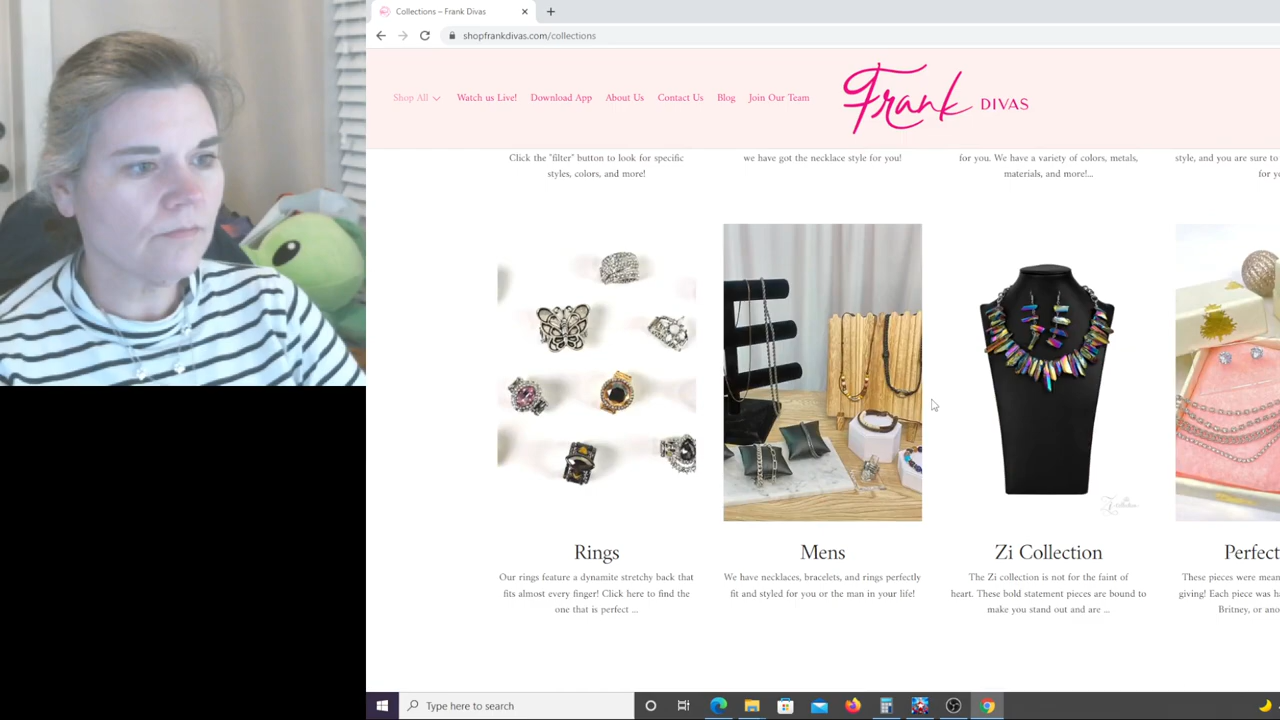 Collections – Frank Divas
shopfrankdivas.com/collections
Shop All Watch us Live! Download App About Us Contact Us Blog Join Our Team
Frank DIVAS
Click the "filter" button to look for specific
styles, colors, and more!
we have got the necklace style for you!
for you. We have a variety of colors, metals,
materials, and more!...
style, and you are sure to
for yo
Rings
Our rings feature a dynamite stretchy back that
fits almost every finger! Click here to find the
one that is perfect ...
Mens
We have necklaces, bracelets, and rings perfectly
fit and styled for you or the man in your life!
Zi Collection
The Zi collection is not for the faint of
heart. These bold statement pieces are bound to
make you stand out and are ...
Perfect
These pieces were mean
giving! Each piece was ha
Britney, or ano
Type here to search